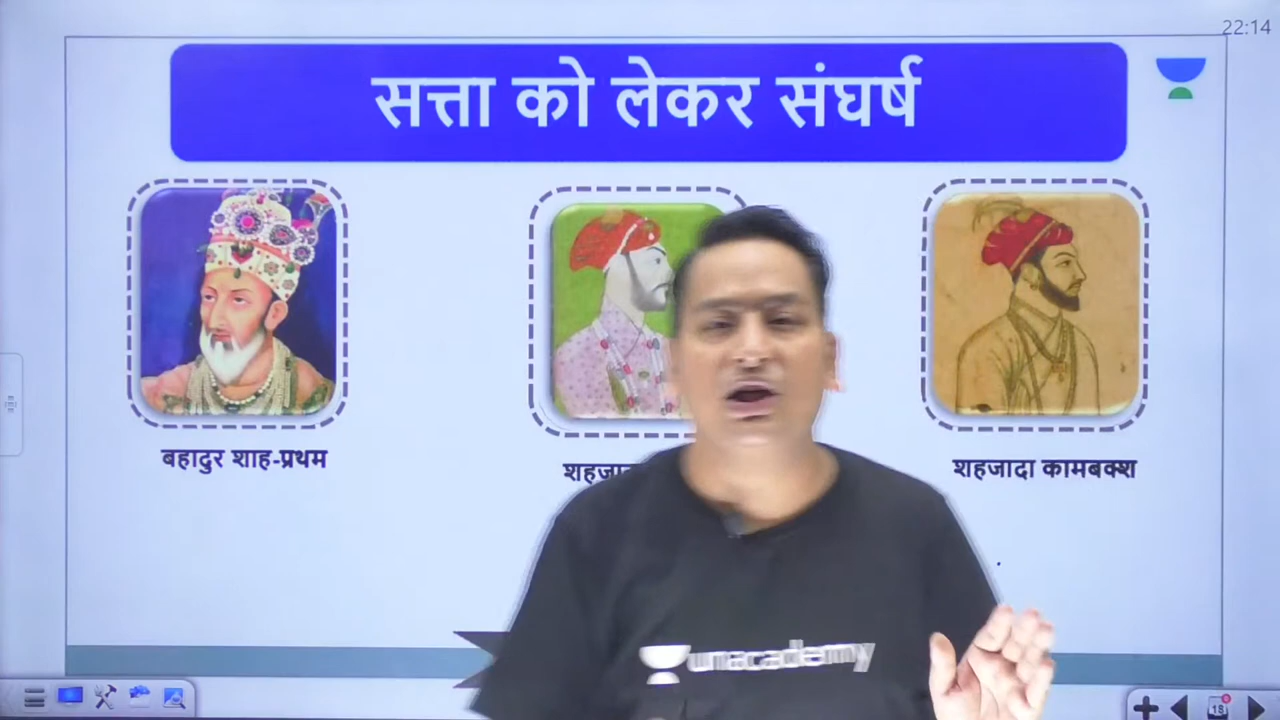 22:14
सत्ता को लेकर संघर्ष
बहादुर शाह-प्रथम
शहजादा कामबक्श
unacademy
18